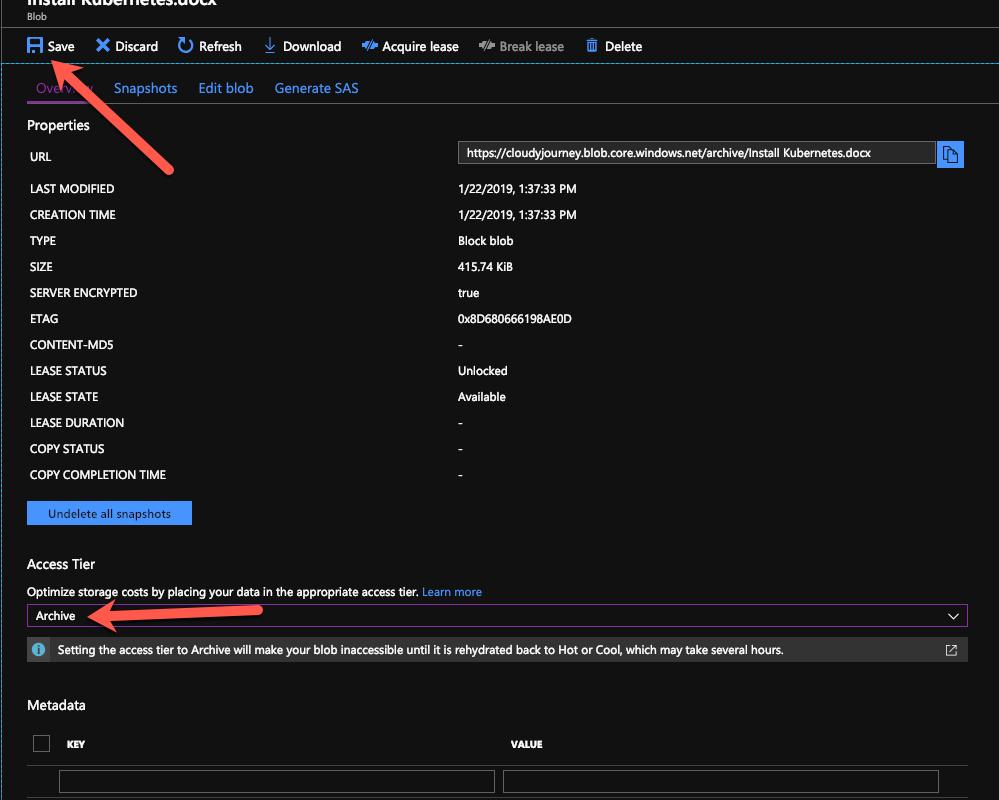 Install Kubernetes.docx
Blob
Save Discard Refresh Download Acquire lease Break lease Delete
Overview Snapshots Edit blob Generate SAS
Properties
URL https://cloudyjourney.blob.core.windows.net/archive/Install Kubernetes.docx
LAST MODIFIED 1/22/2019, 1:37:33 PM
CREATION TIME 1/22/2019, 1:37:33 PM
TYPE Block blob
SIZE 415.74 KiB
SERVER ENCRYPTED true
ETAG 0x8D680666198AE0D
CONTENT-MD5 -
LEASE STATUS Unlocked
LEASE STATE Available
LEASE DURATION -
COPY STATUS -
COPY COMPLETION TIME -
Undelete all snapshots
Access Tier
Optimize storage costs by placing your data in the appropriate access tier. Learn more
Archive
Setting the access tier to Archive will make your blob inaccessible until it is rehydrated back to Hot or Cool, which may take several hours.
Metadata
KEY VALUE